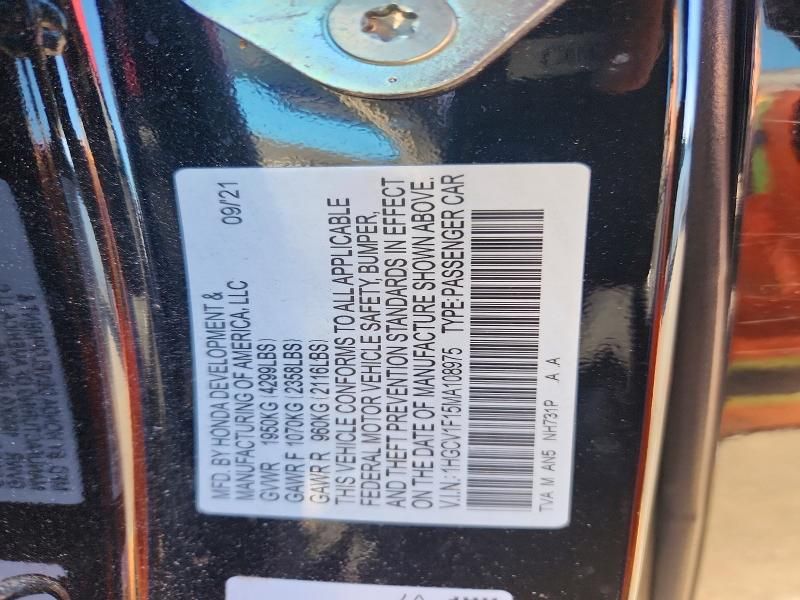 MFD. BY HONDA DEVELOPMENT &
MANUFACTURING OF AMERICA, LLC 09/'21
GVWR 1950KG (4299LBS)
GAWR F 1070KG (2358LBS)
GAWR R 960KG (2116LBS)
THIS VEHICLE CONFORMS TO ALL APPLICABLE
FEDERAL MOTOR VEHICLE SAFETY, BUMPER,
AND THEFT PREVENTION STANDARDS IN EFFECT
ON THE DATE OF MANUFACTURE SHOWN ABOVE.
V.I.N.: 1HGCV1F15MA106975 TYPE: PASSENGER CAR
TVA M AN5 NH731P A A